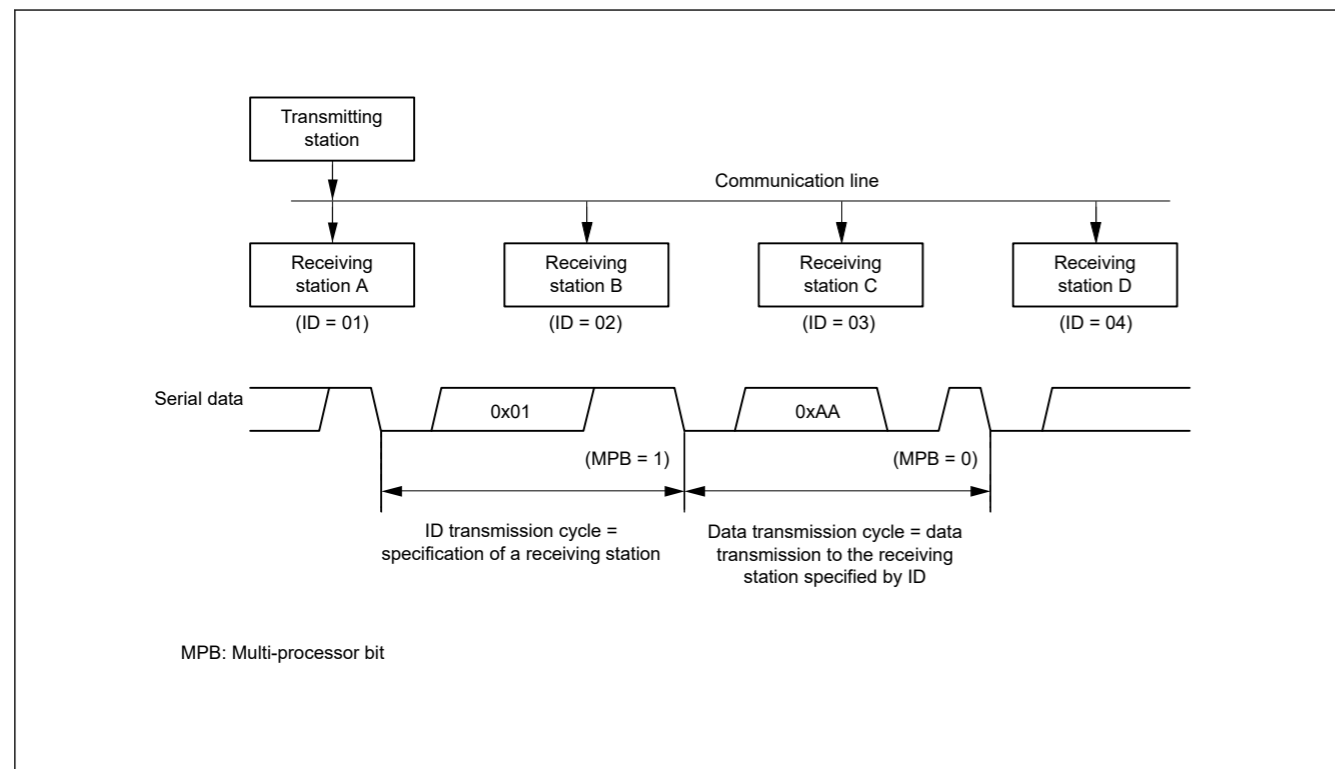 Transmitting
station
Communication line
Receiving
station A
Receiving
station B
Receiving
station C
Receiving
station D
(ID = 01)
(ID = 02)
(ID = 03)
(ID = 04)
Serial data
0x01
0xAA
(MPB = 1)
(MPB = 0)
ID transmission cycle =
specification of a receiving station
Data transmission cycle = data
transmission to the receiving
station specified by ID
MPB: Multi-processor bit